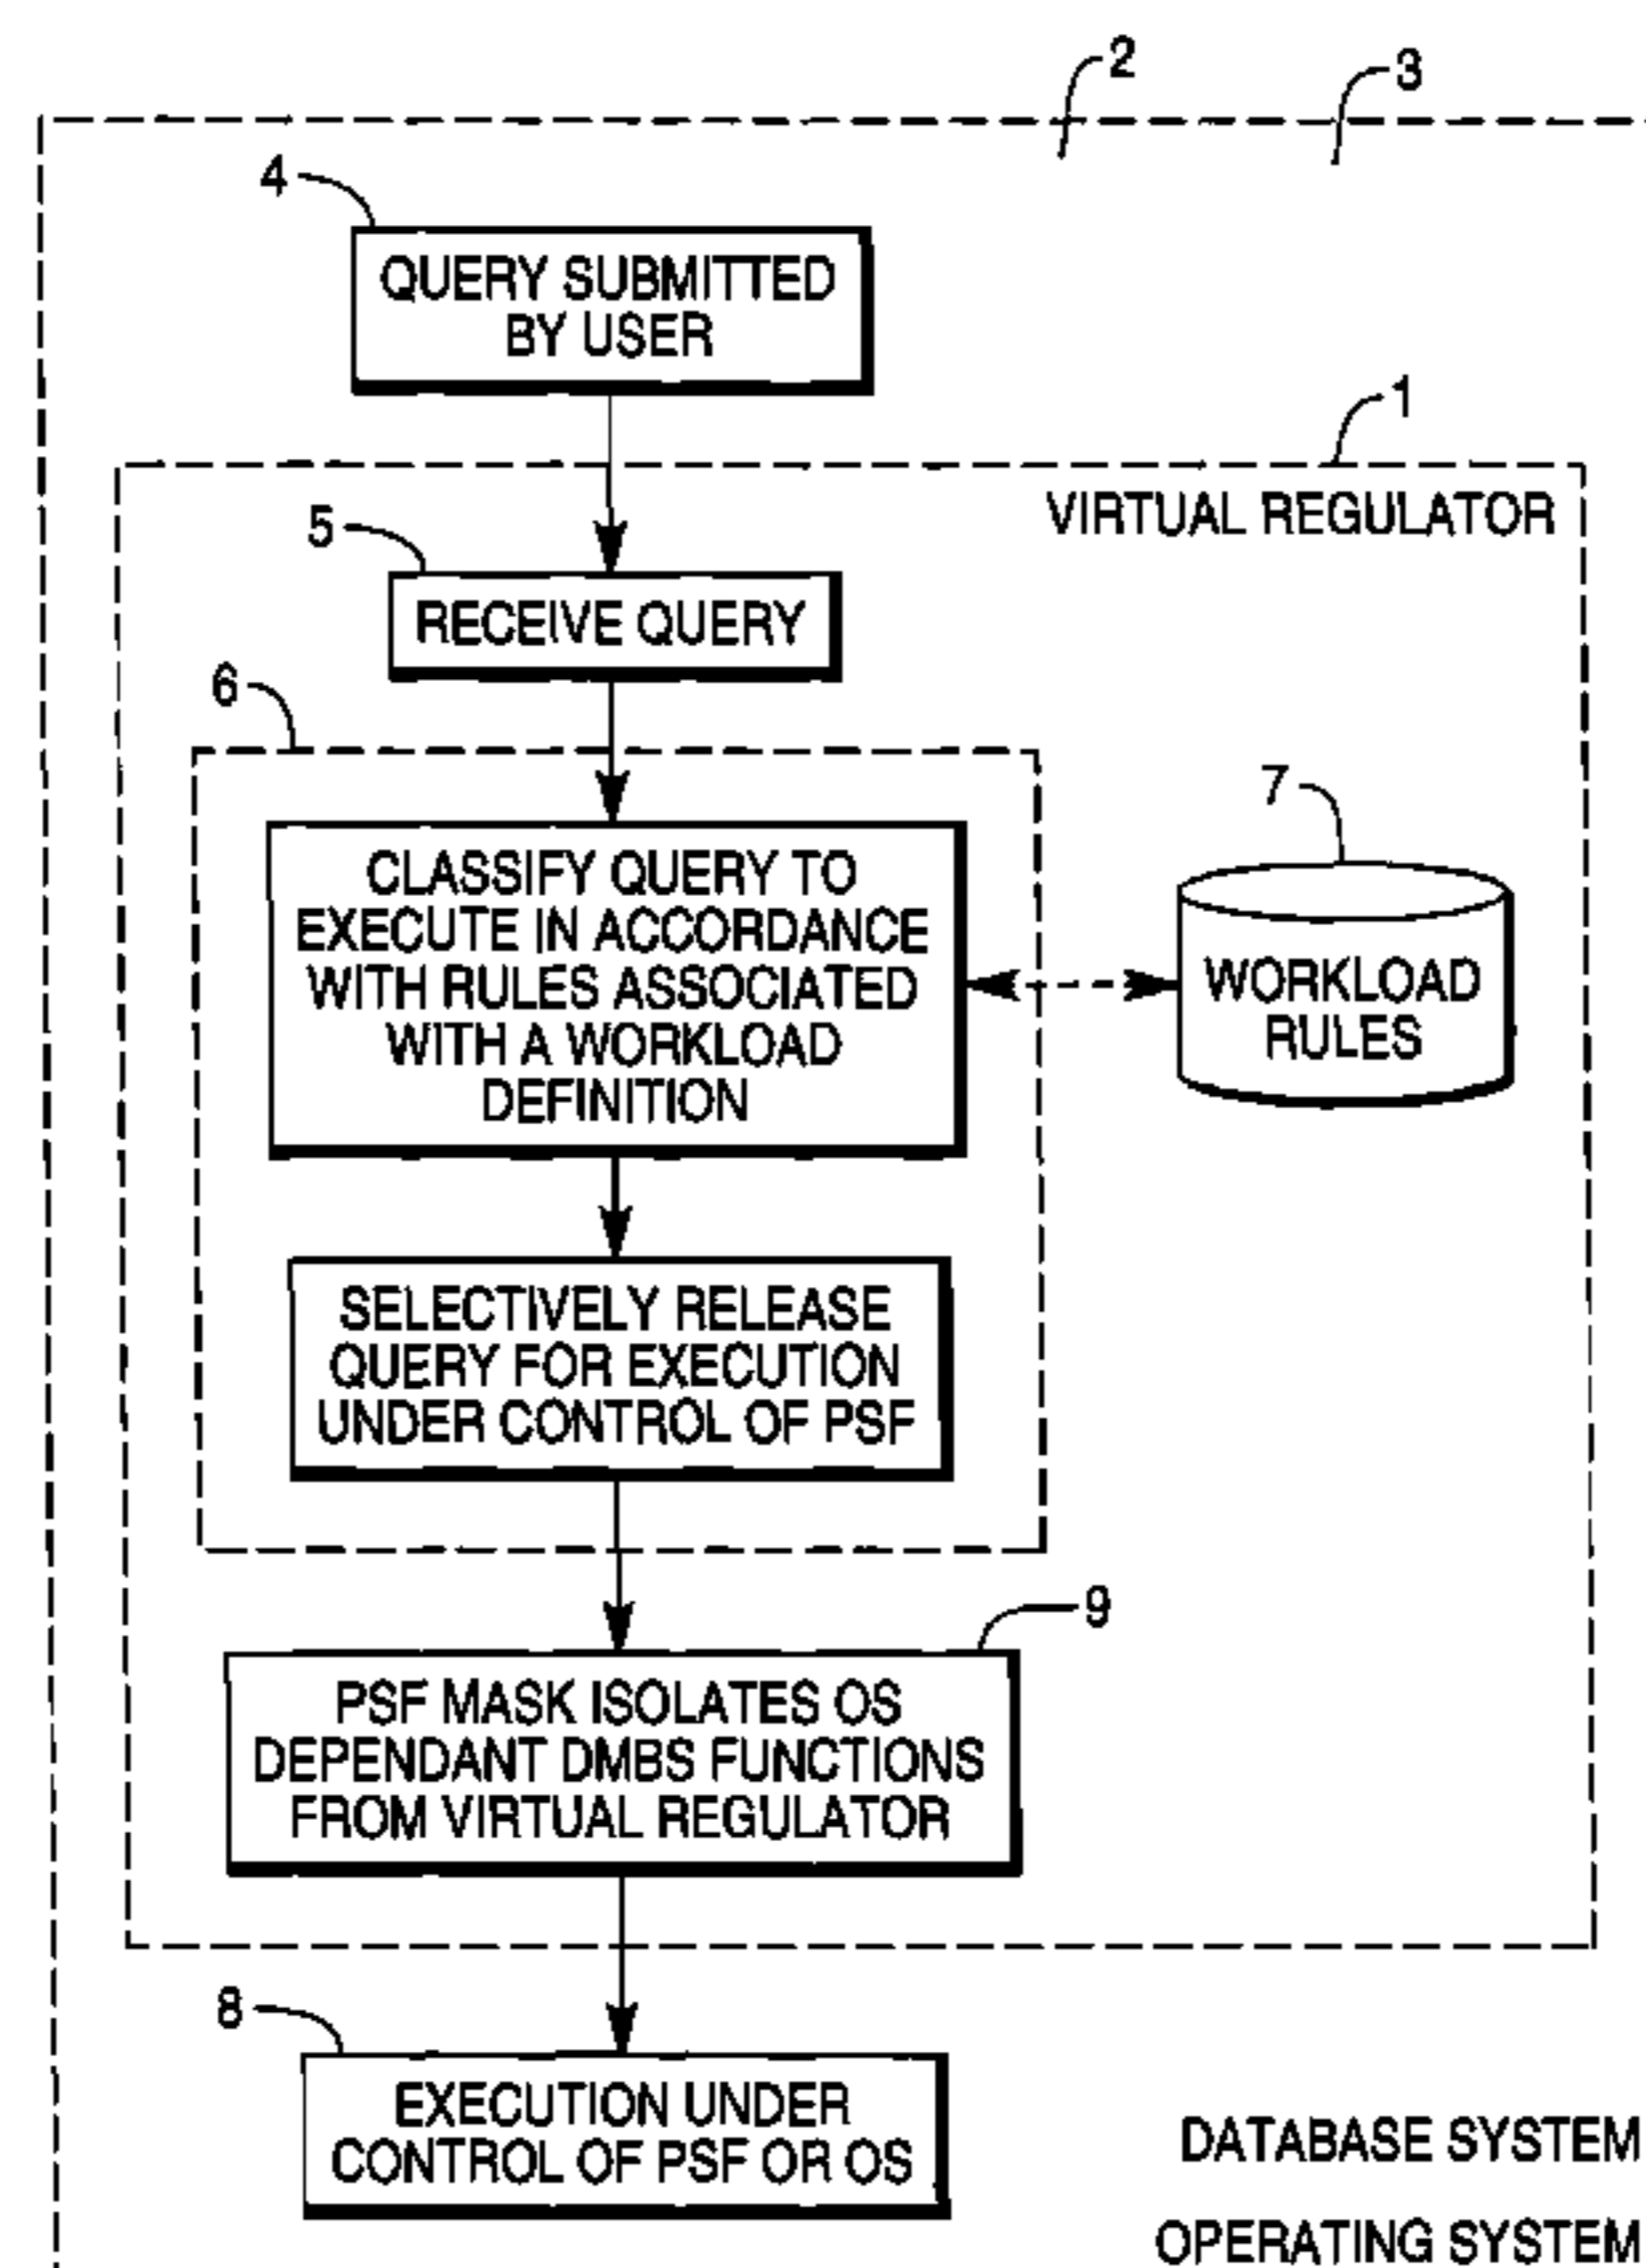 2
3
4
QUERY SUBMITTED
BY USER
1
VIRTUAL REGULATOR
5
RECEIVE QUERY
6
7
CLASSIFY QUERY TO
EXECUTE IN ACCORDANCE
WITH RULES ASSOCIATED
WITH A WORKLOAD
DEFINITION
WORKLOAD
RULES
SELECTIVELY RELEASE
QUERY FOR EXECUTION
UNDER CONTROL OF PSF
9
PSF MASK ISOLATES OS
DEPENDANT DMBS FUNCTIONS
FROM VIRTUAL REGULATOR
8
EXECUTION UNDER
CONTROL OF PSF OR OS
DATABASE SYSTEM
OPERATING SYSTEM